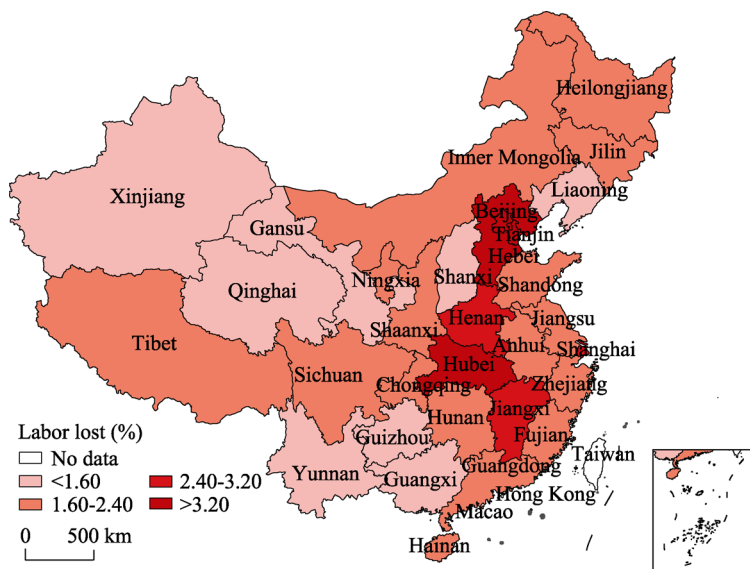 Heilongjiang
Inner Mongolia
Jilin
Xinjiang
Liaoning
Beijing
Gansu
Tianjin
Hebei
Shanxi
Ningxia
Qinghai
Shandong
Henan
Jiangsu
Shaanxi
Tibet
Anhui
Shanghai
Hubei
Sichuan
Chongqing
Zhejiang
Jiangxi
Hunan
Guizhou
Fujian
Taiwan
Guangdong
Yunnan
Guangxi
Hong Kong
Macao
Hainan
Labor lost (%)
No data
<1.60
2.40-3.20
1.60-2.40
>3.20
0 500 km